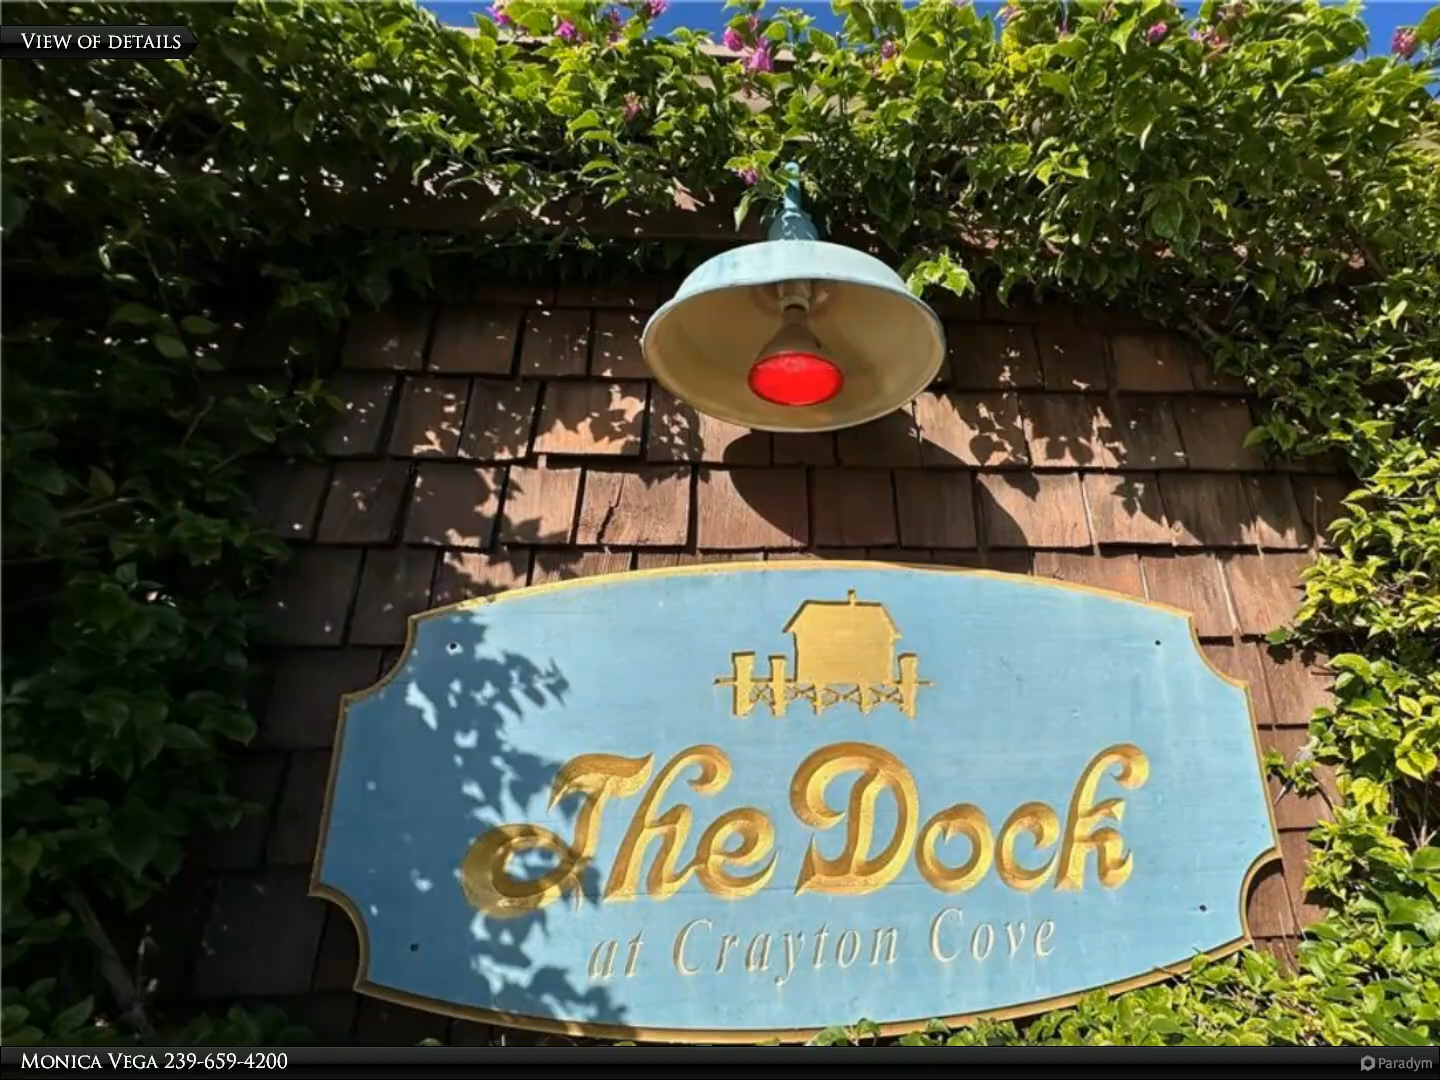 View of details
The Dock
at Crayton Cove
Monica Vega 239-659-4200
Paradym